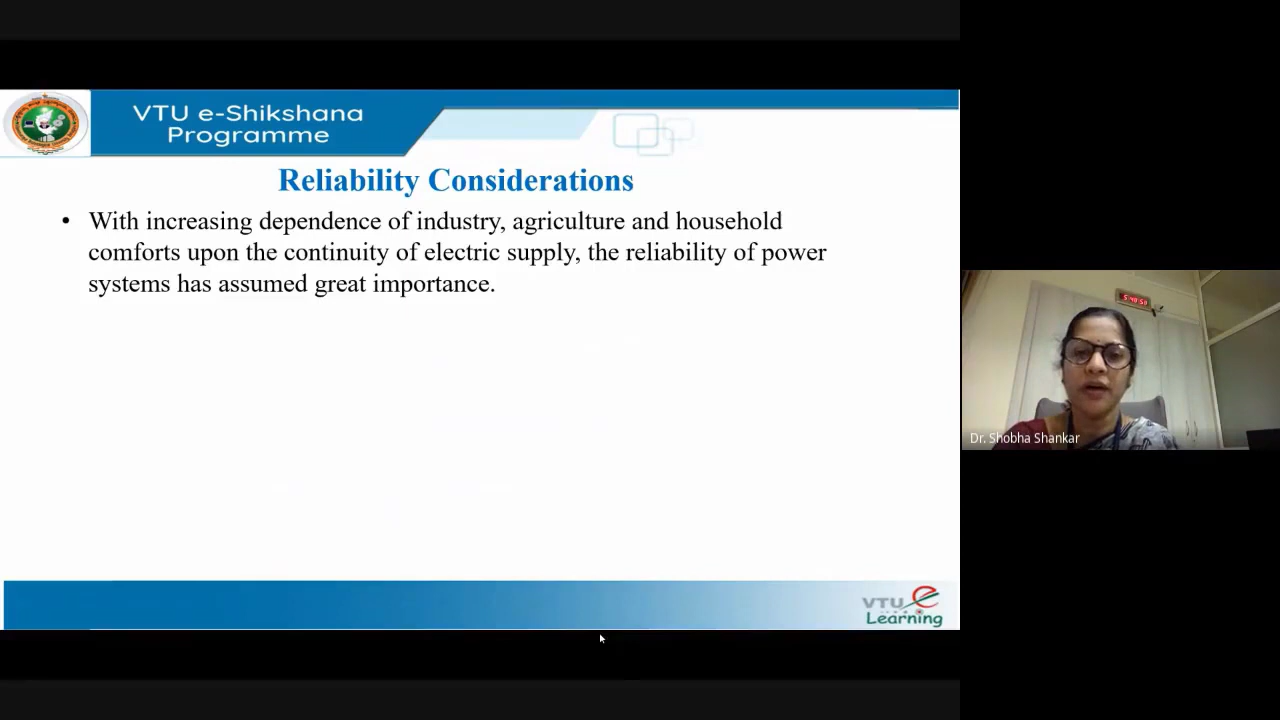 VTU e-Shikshana
Programme
Reliability Considerations
• With increasing dependence of industry, agriculture and household
comforts upon the continuity of electric supply, the reliability of power
systems has assumed great importance.
Dr. Shobha Shankar
VTU e
Learning